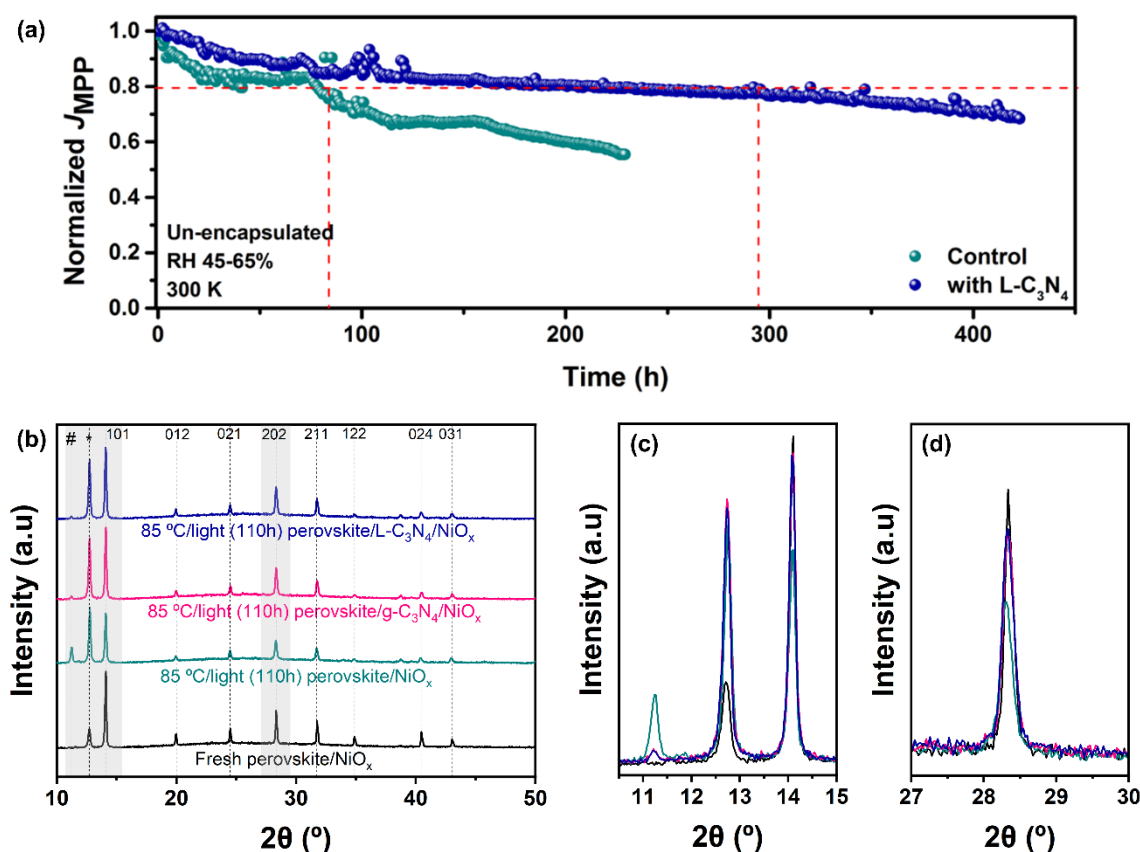 (a)
Normalized J_MPP
1.0
0.8
0.6
0.4
0.2
0.0
Un-encapsulated
RH 45-65%
300 K
Control
with L-C₃N₄
0 100 200 300 400
Time (h)
(b)
Intensity (a.u)
# * 101 012 021 202 211 122 024 031
85 ºC/light (110h) perovskite/L-C₃N₄/NiOₓ
85 ºC/light (110h) perovskite/g-C₃N₄/NiOₓ
85 ºC/light (110h) perovskite/NiOₓ
Fresh perovskite/NiOₓ
10 20 30 40 50
2θ (º)
(c)
Intensity (a.u)
11 12 13 14 15
2θ (º)
(d)
Intensity (a.u)
27 28 29 30
2θ (º)